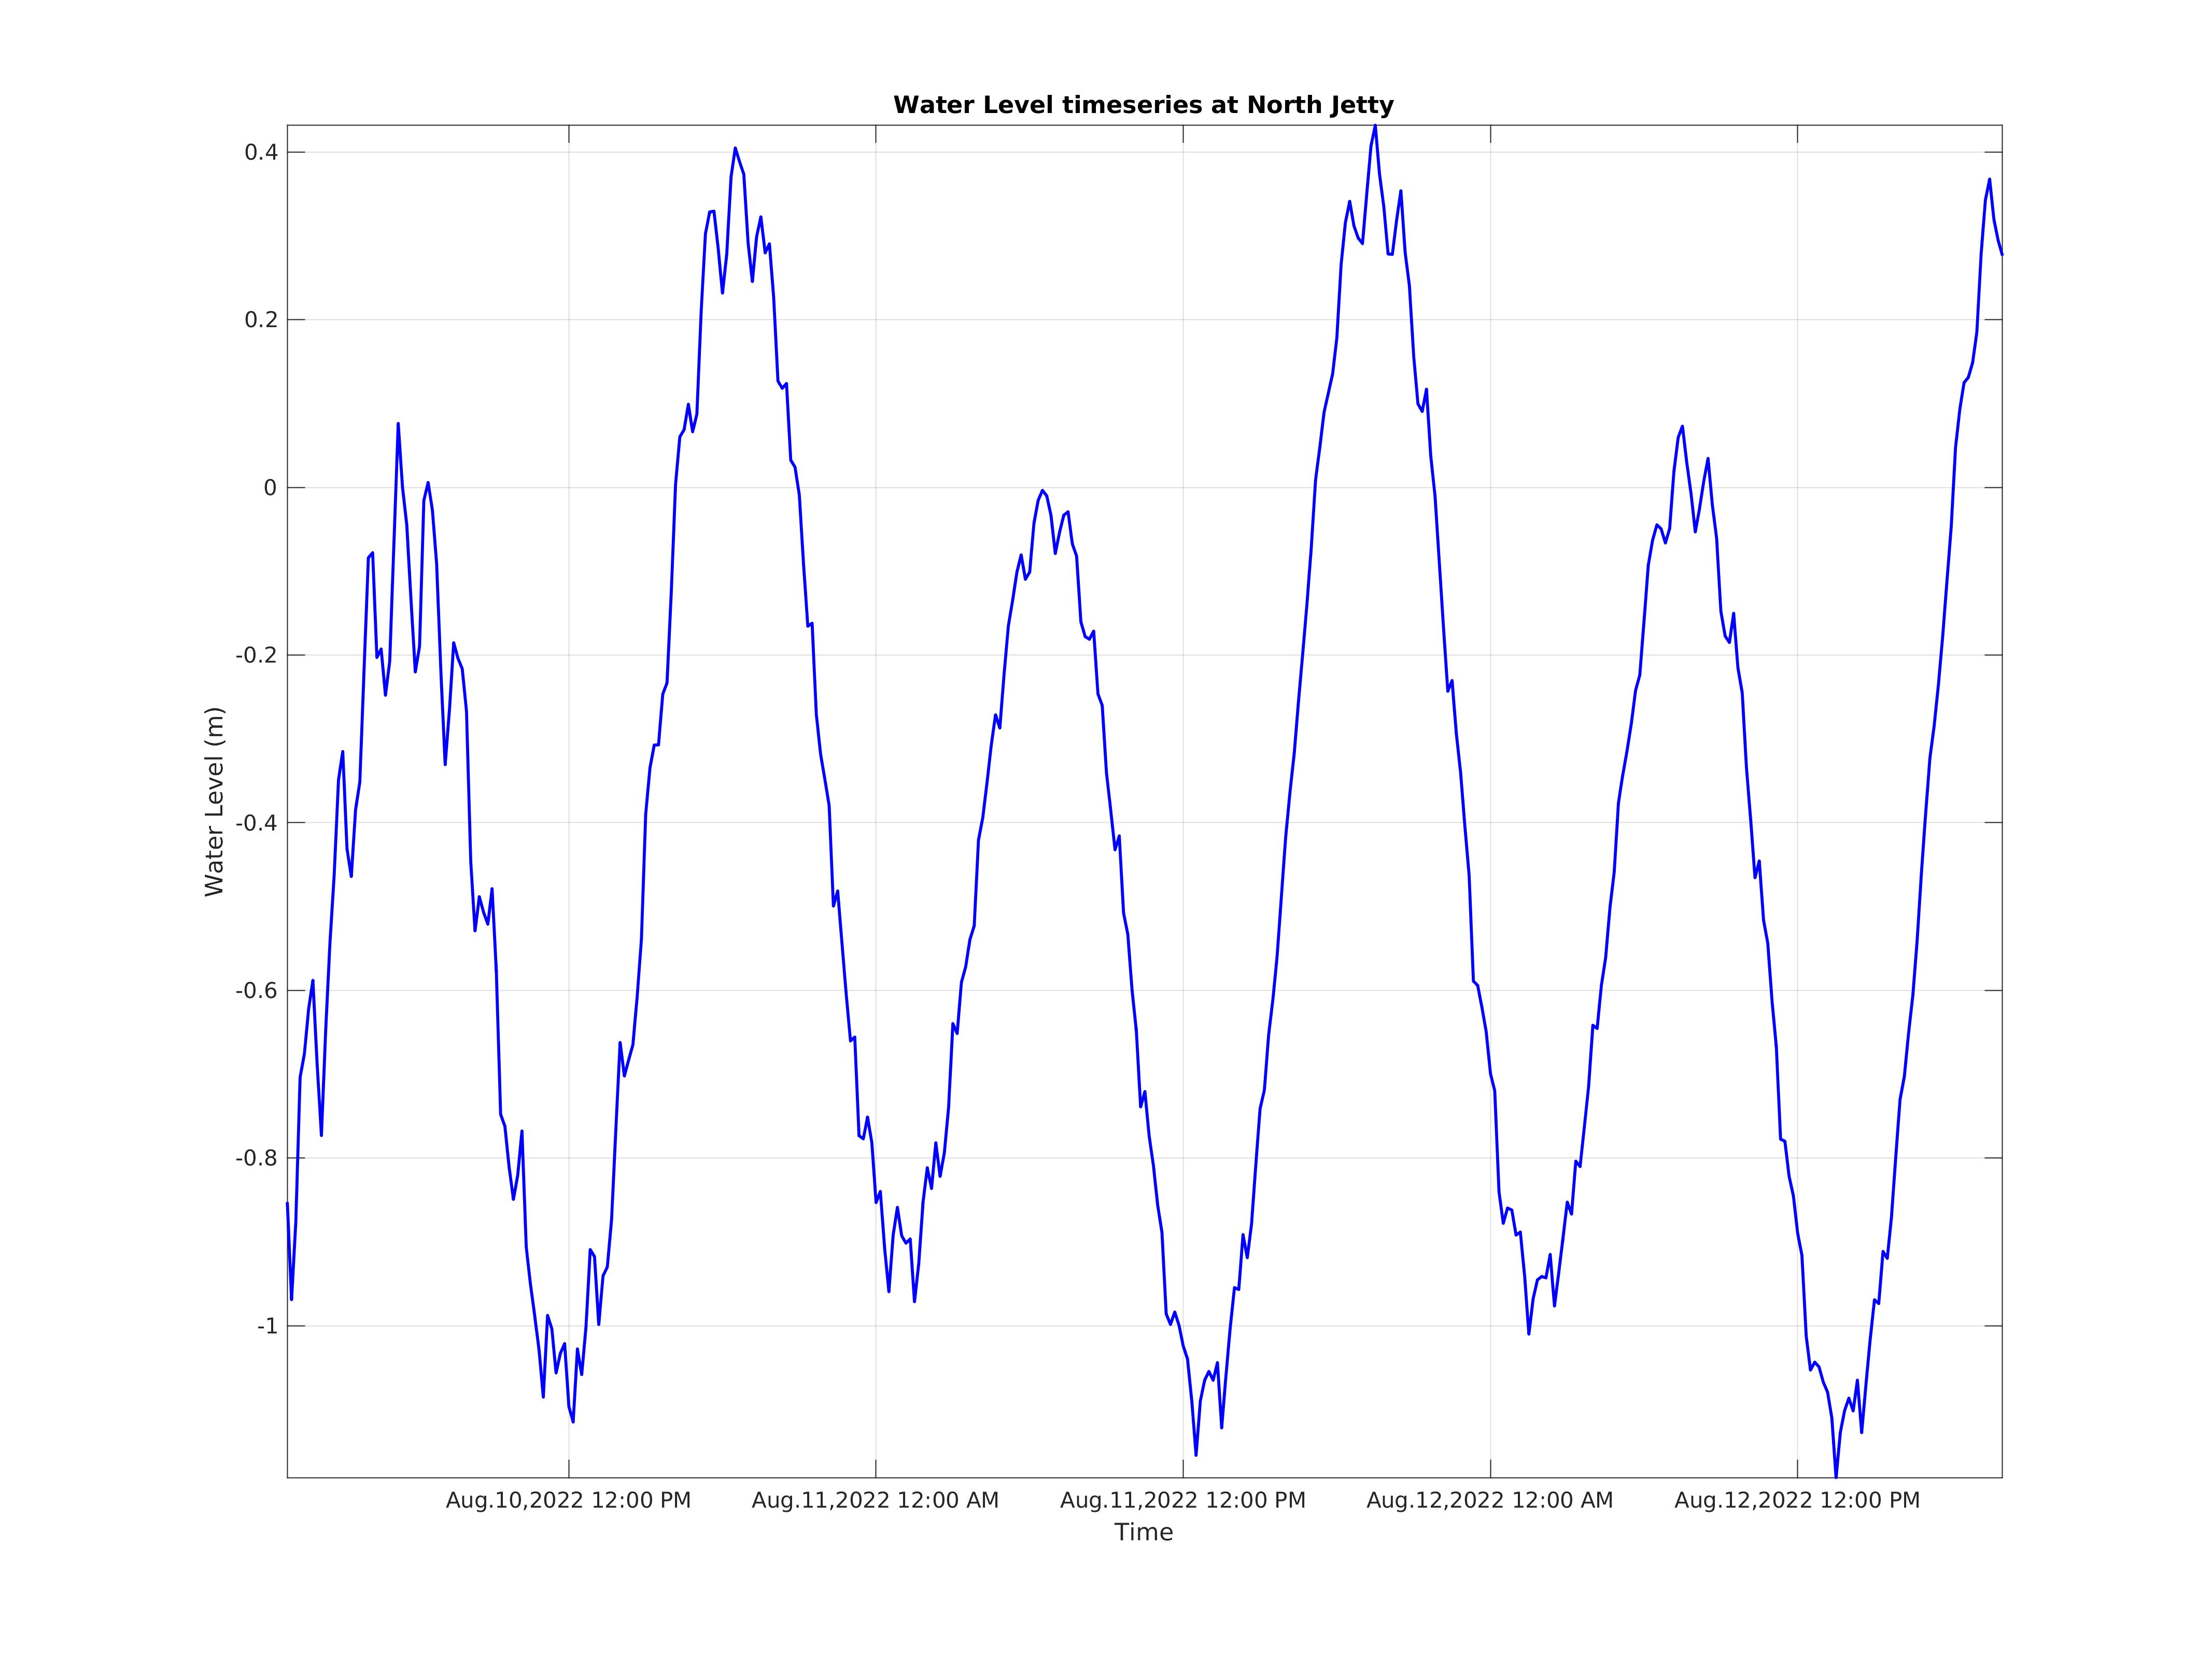 Water Level timeseries at North Jetty
0.4
0.2
0
-0.2
-0.4
-0.6
-0.8
-1
Water Level (m)
Aug.10,2022 12:00 PM
Aug.11,2022 12:00 AM
Aug.11,2022 12:00 PM
Aug.12,2022 12:00 AM
Aug.12,2022 12:00 PM
Time